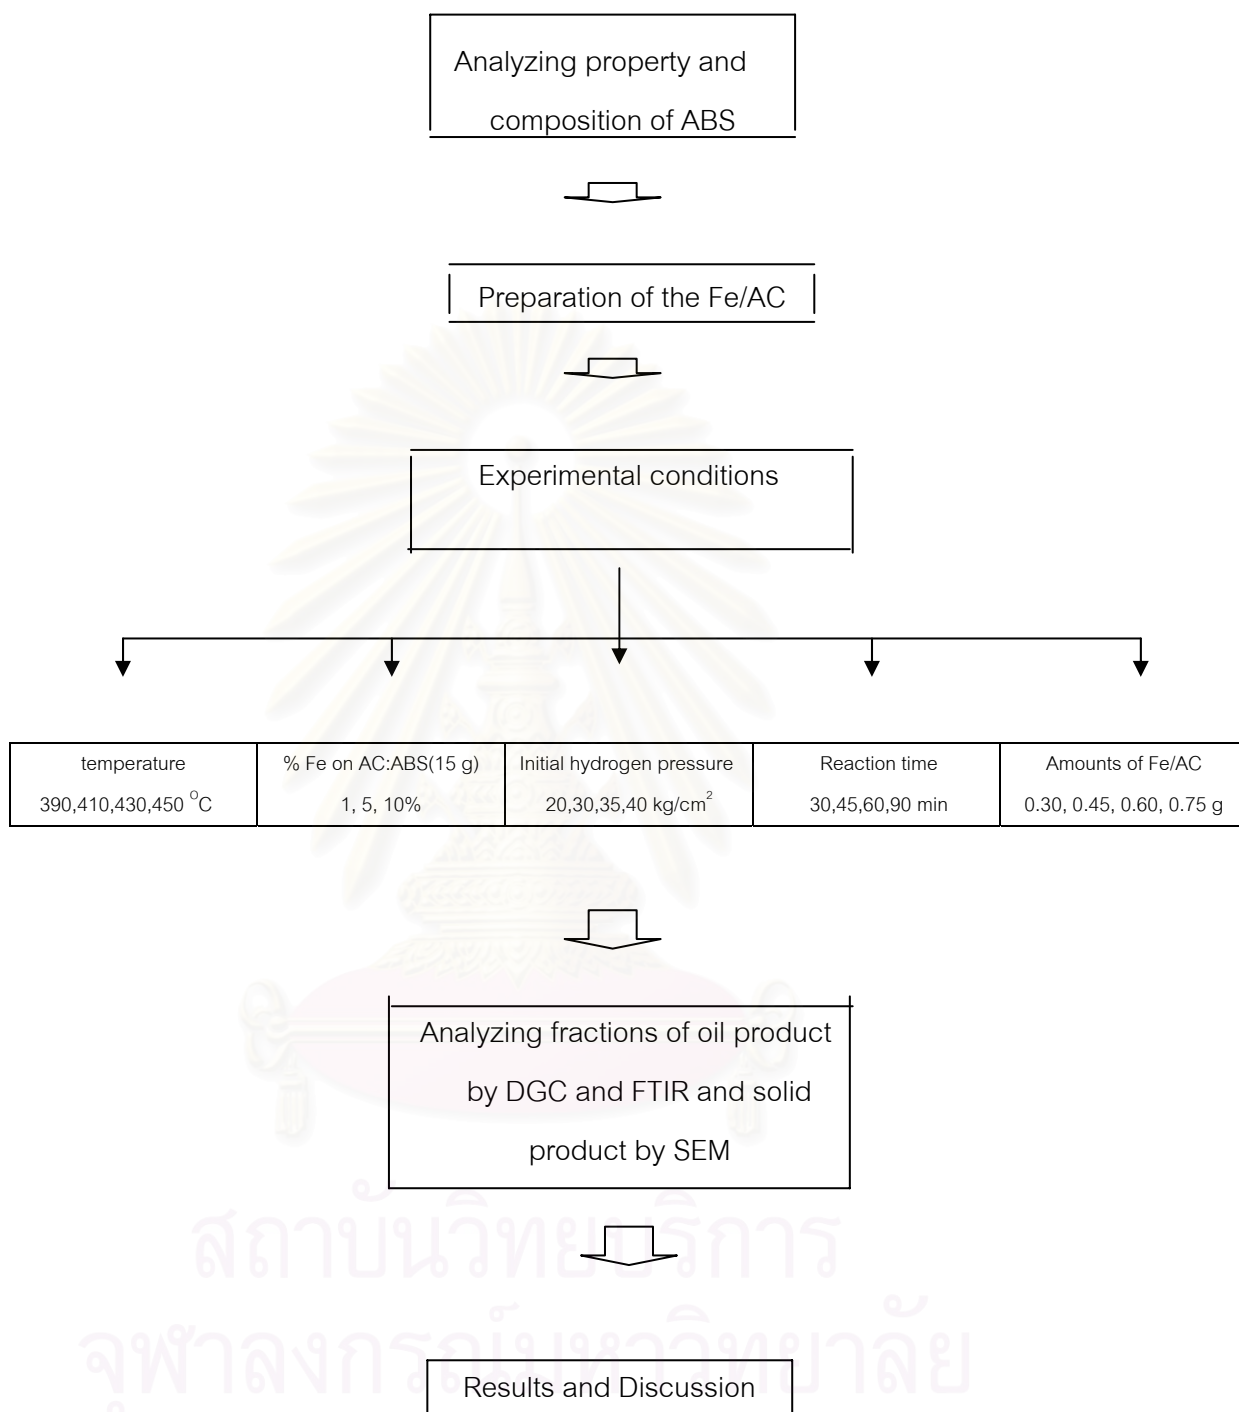 Analyzing property and
composition of ABS
Preparation of the Fe/AC
Experimental conditions
temperature
390,410,430,450 ᴼC
% Fe on AC:ABS(15 g)
1, 5, 10%
Initial hydrogen pressure
20,30,35,40 kg/cm²
Reaction time
30,45,60,90 min
Amounts of Fe/AC
0.30, 0.45, 0.60, 0.75 g
Analyzing fractions of oil product
by DGC and FTIR and solid
product by SEM
สถาบันวิทยบริการ
จุฬาลงกรณ์มหาวิทยาลัย
Results and Discussion